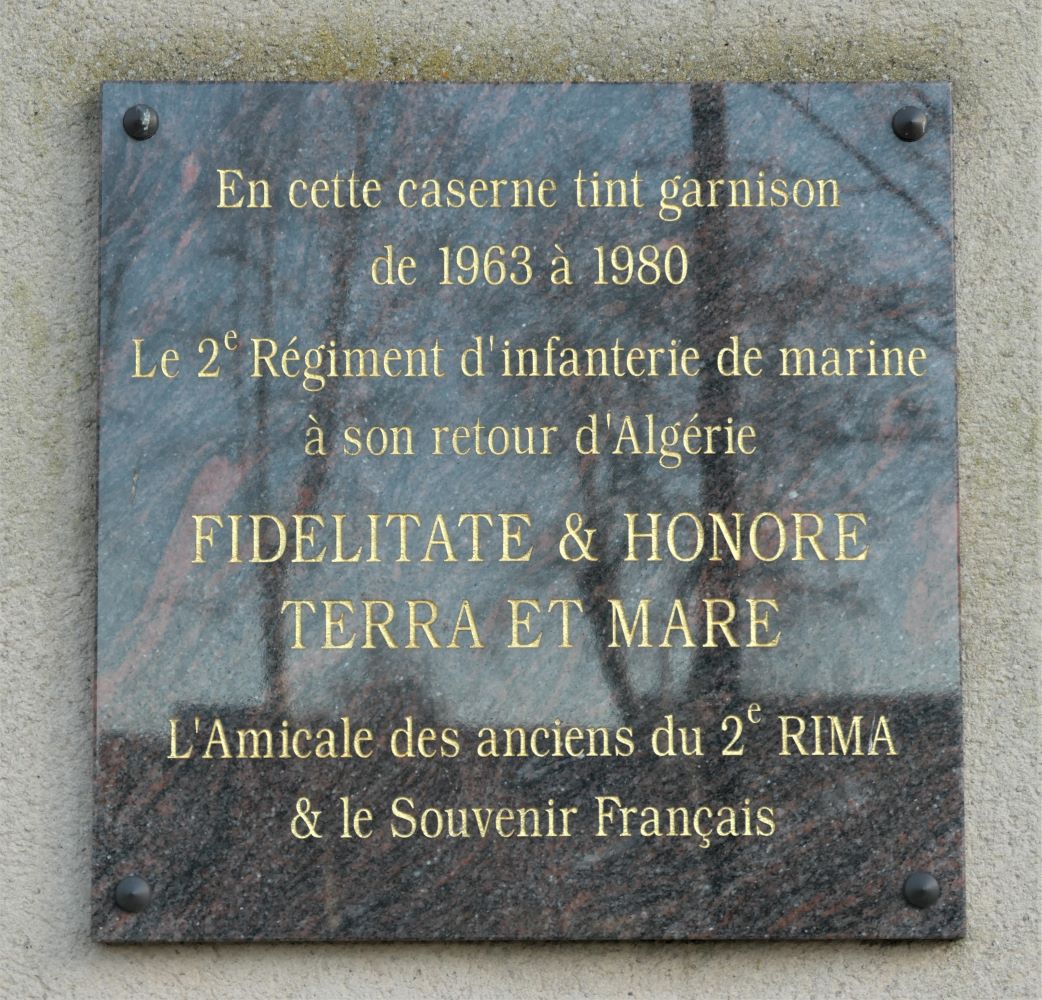 En cette caserne tint garnison
de 1963 à 1980
Le 2e Régiment d'infanterie de marine
à son retour d'Algérie
FIDELITATE & HONORE
TERRA ET MARE
L'Amicale des anciens du 2e RIMA
& le Souvenir Français